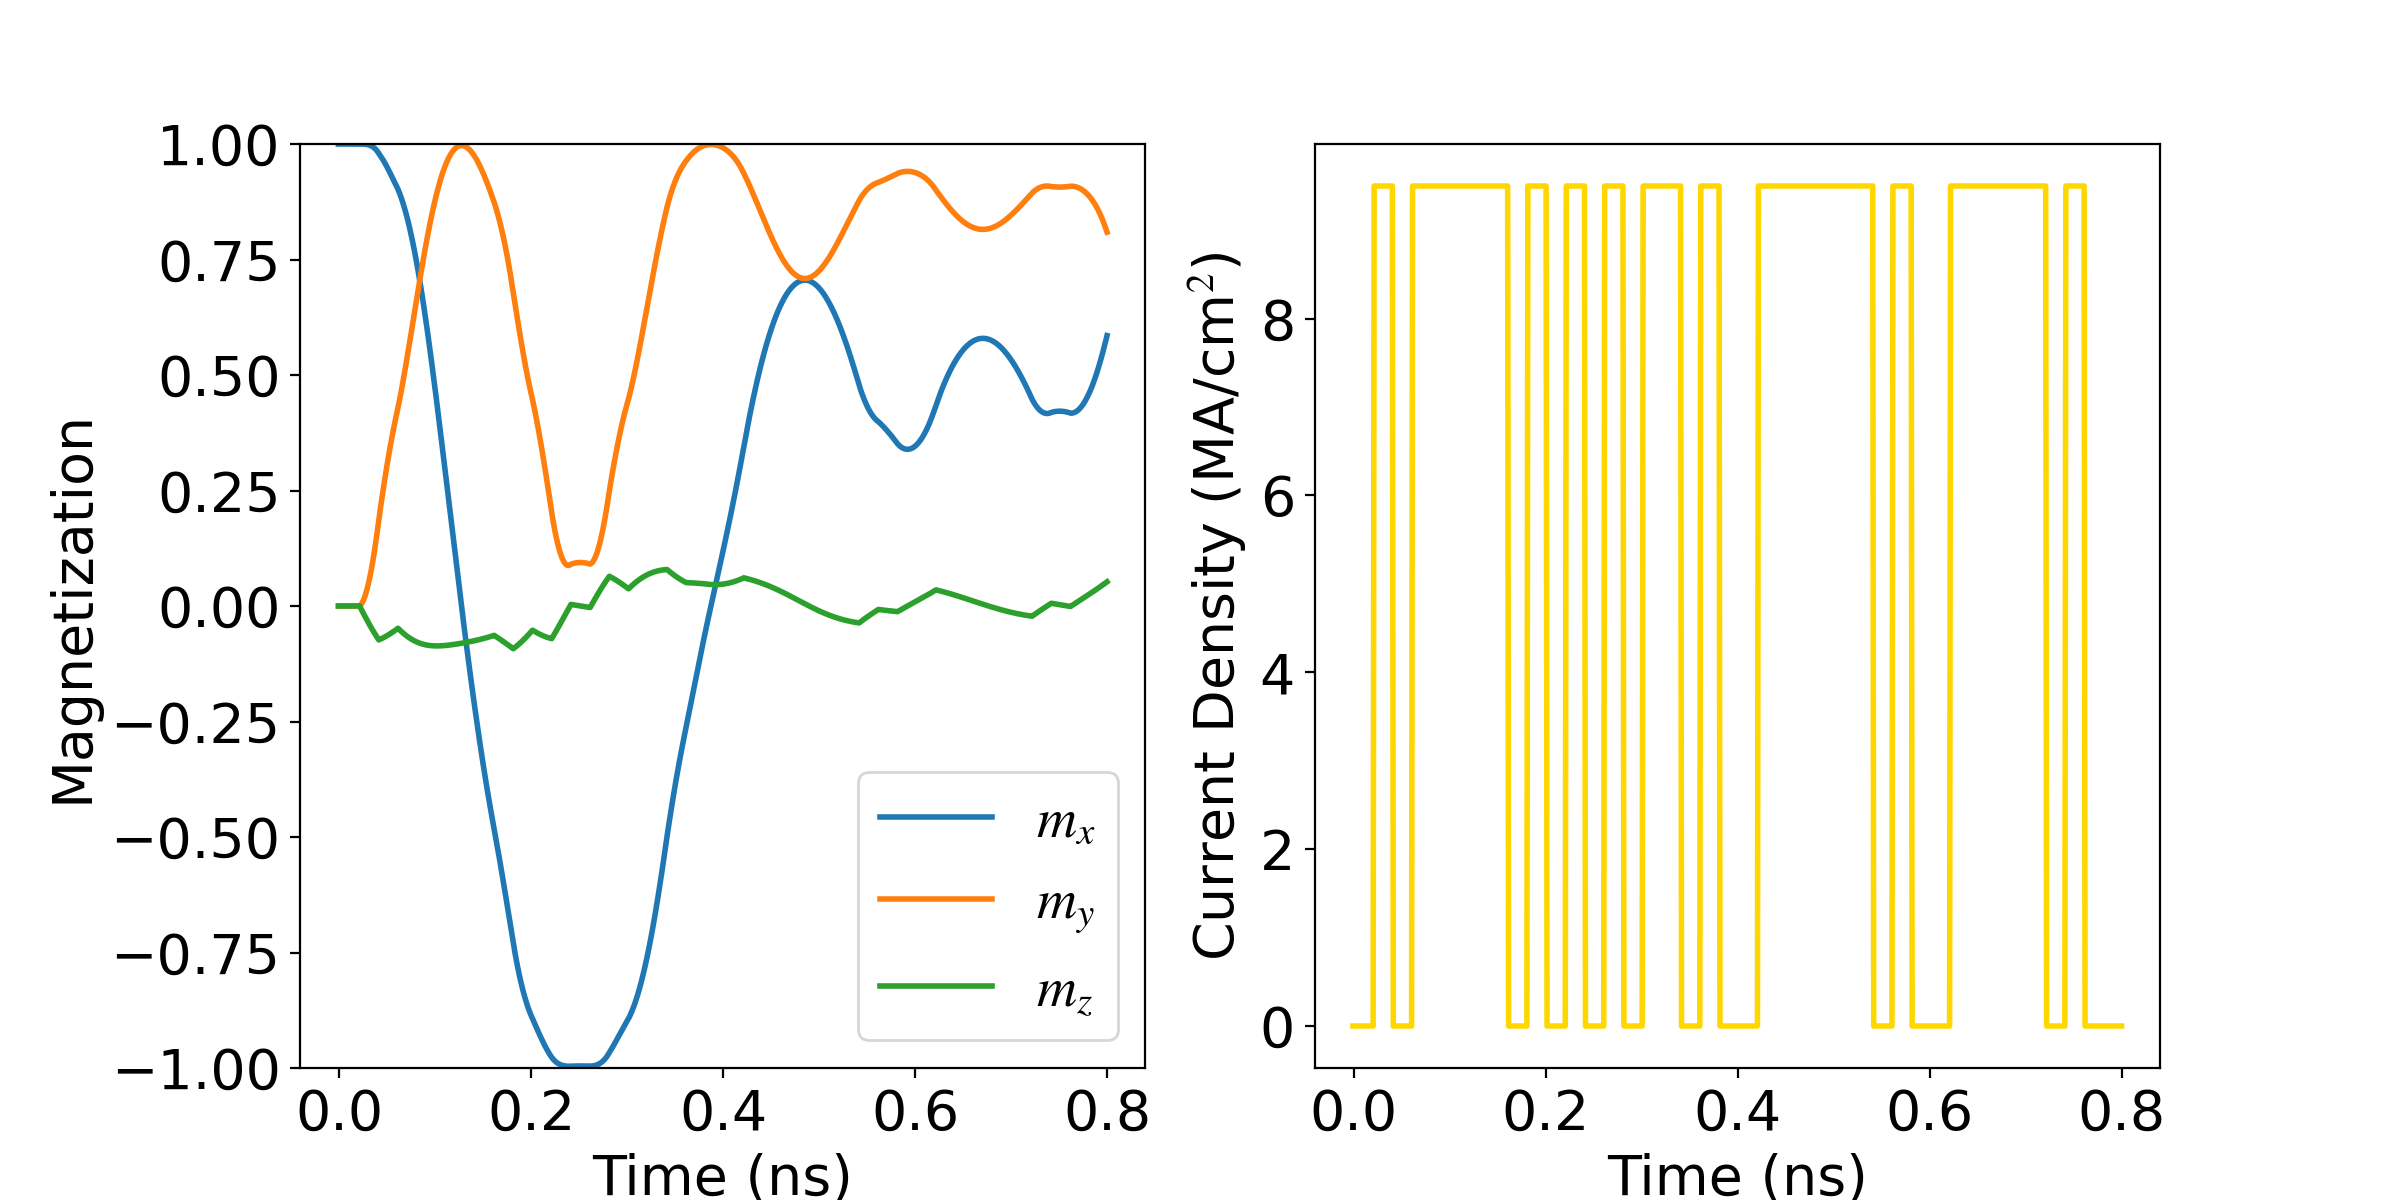 Magnetization
1.00
0.75
0.50
0.25
0.00
−0.25
−0.50
−0.75
−1.00
0.0 0.2 0.4 0.6 0.8
Time (ns)
m_x
m_y
m_z
Current Density (MA/cm²)
8
6
4
2
0
0.0 0.2 0.4 0.6 0.8
Time (ns)